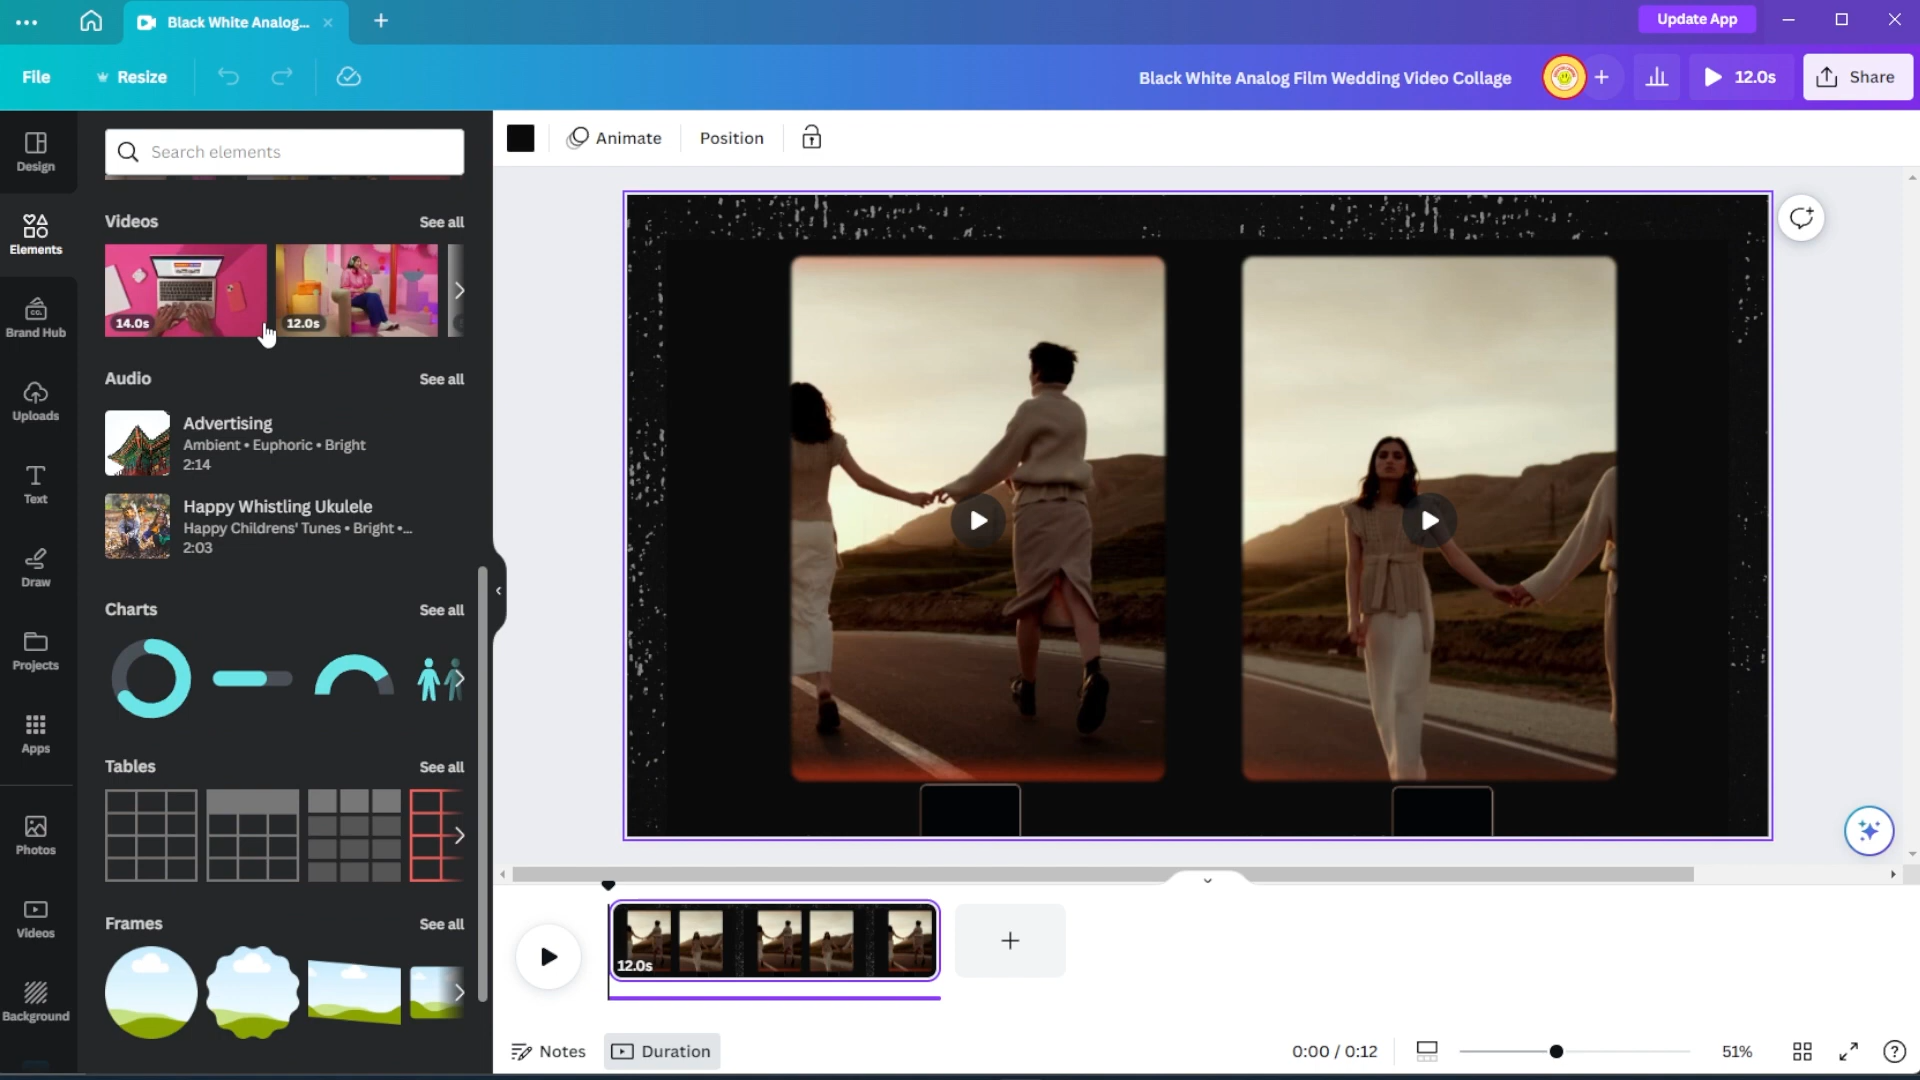 Black White Analog...
Update App
File
Resize
Black White Analog Film Wedding Video Collage
12.0s
Share
Design
Elements
Brand Hub
Uploads
Text
Draw
Projects
Apps
Photos
Videos
Background
Search elements
Videos
See all
14.0s
12.0s
Audio
See all
Advertising
Ambient • Euphoric • Bright
2:14
Happy Whistling Ukulele
Happy Childrens' Tunes • Bright •...
2:03
Charts
See all
Tables
See all
Frames
See all
Animate
Position
12.0s
Notes
Duration
0:00 / 0:12
51%